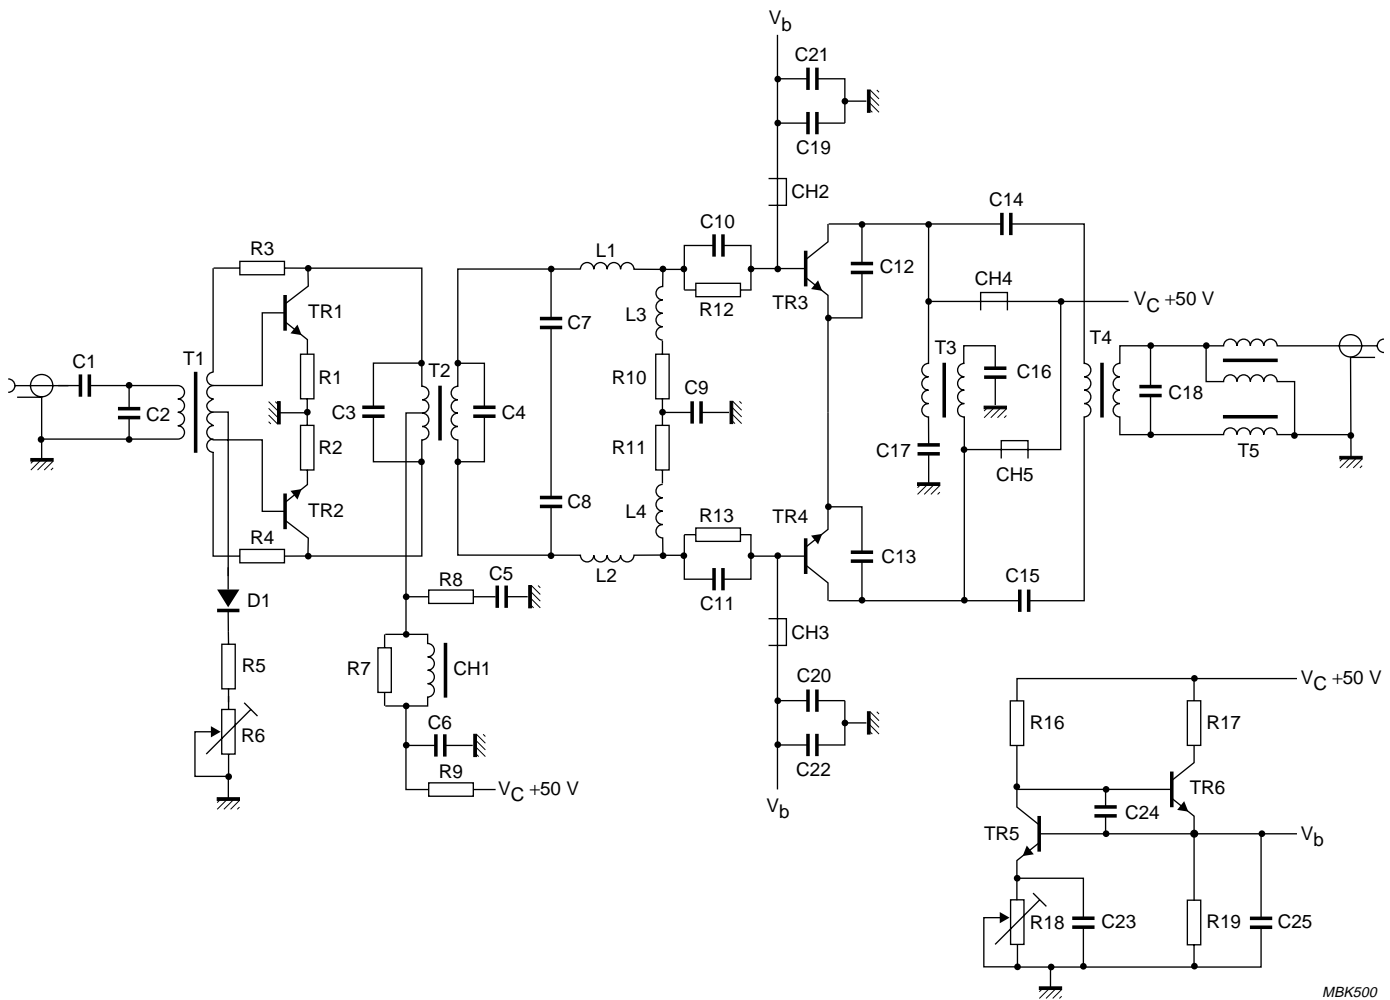 Vb
C21
C19
CH2
C14
C10
R3
L1
C12
CH4
VC +50 V
R12
TR3
TR1
C7
L3
T1
C1
T2
T3
T4
R1
R10
C16
C2
C3
C4
C9
C18
R2
R11
C17
CH5
T5
C8
L4
R13
TR4
TR2
R4
C13
L2
R8
C5
C15
D1
C11
CH3
R5
R7
CH1
C20
VC +50 V
R6
C6
R16
R17
C22
R9
VC +50 V
Vb
TR6
C24
TR5
Vb
R18
C23
R19
C25
MBK500